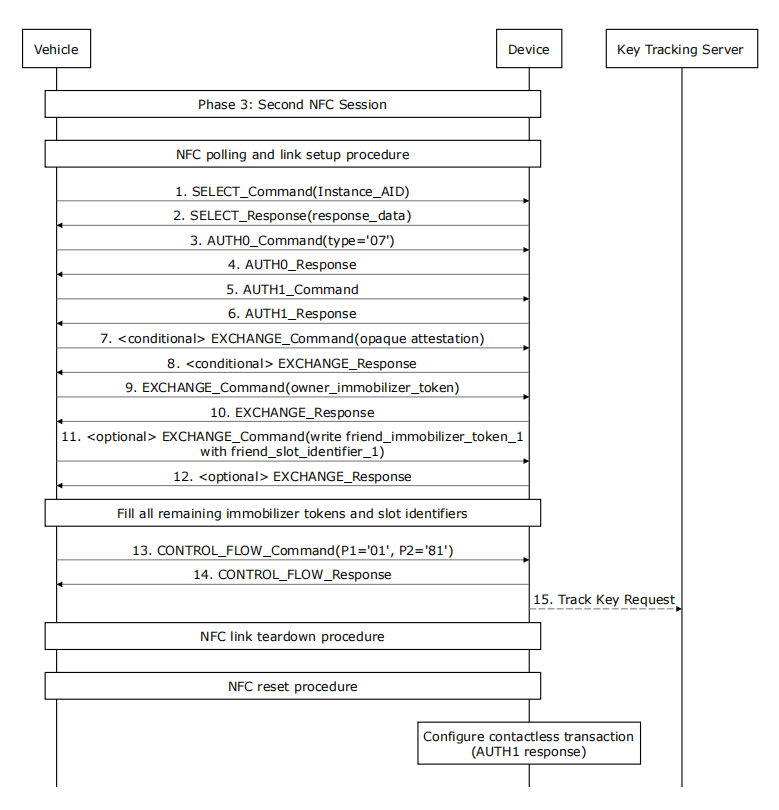 Vehicle
Device
Key Tracking Server
Phase 3: Second NFC Session
NFC polling and link setup procedure
1. SELECT_Command(Instance_AID)
2. SELECT_Response(response_data)
3. AUTH0_Command(type='07')
4. AUTH0_Response
5. AUTH1_Command
6. AUTH1_Response
7. <conditional> EXCHANGE_Command(opaque attestation)
8. <conditional> EXCHANGE_Response
9. EXCHANGE_Command(owner_immobilizer_token)
10. EXCHANGE_Response
11. <optional> EXCHANGE_Command(write friend_immobilizer_token_1
with friend_slot_identifier_1)
12. <optional> EXCHANGE_Response
Fill all remaining immobilizer tokens and slot identifiers
13. CONTROL_FLOW_Command(P1='01', P2='81')
14. CONTROL_FLOW_Response
15. Track Key Request
NFC link teardown procedure
NFC reset procedure
Configure contactless transaction
(AUTH1 response)